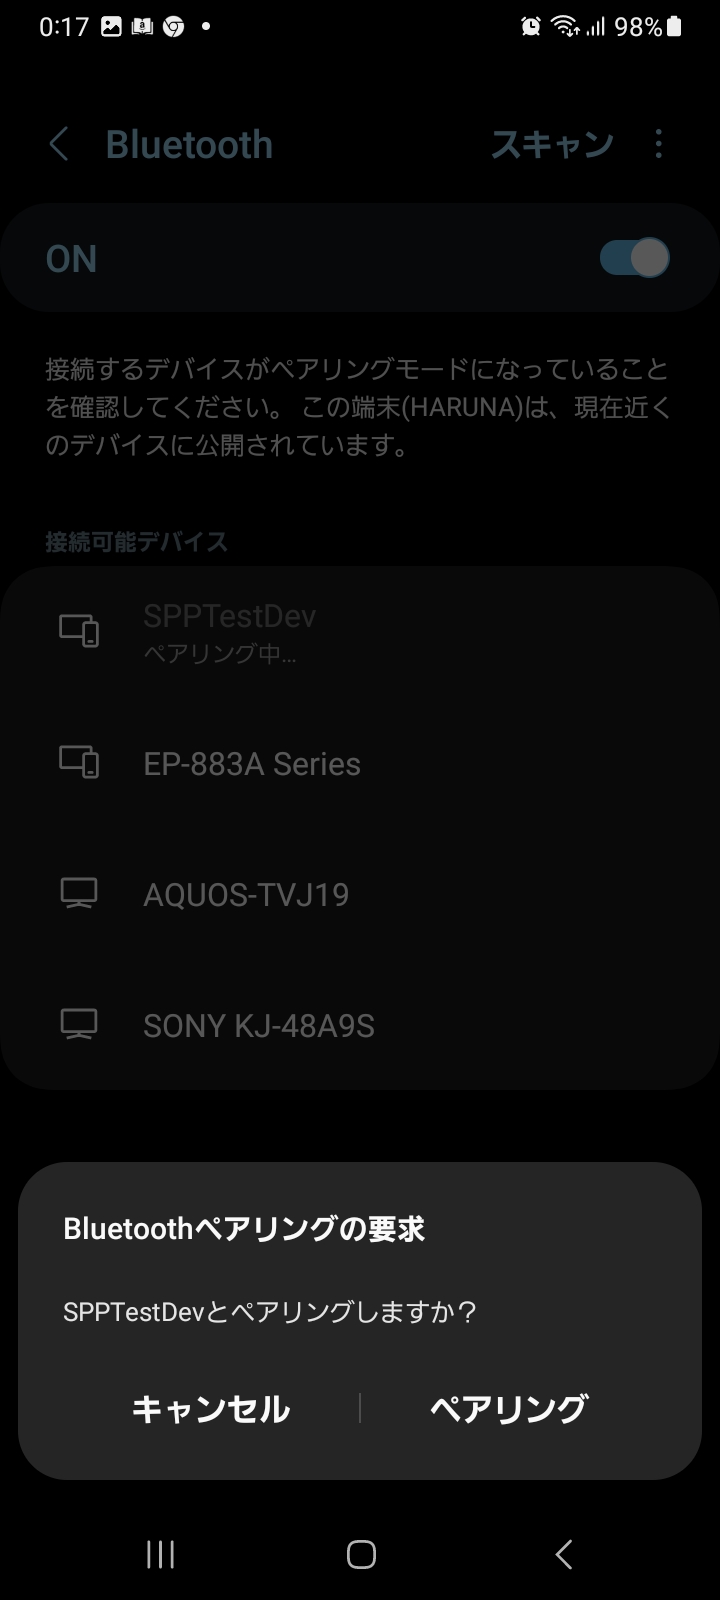 0:17 98%
Bluetooth スキャン
ON
接続するデバイスがペアリングモードになっていること
を確認してください。 この端末(HARUNA)は、現在近く
のデバイスに公開されています。
接続可能デバイス
SPPTestDev
ペアリング中...
EP-883A Series
AQUOS-TVJ19
SONY KJ-48A9S
Bluetoothペアリングの要求
SPPTestDevとペアリングしますか？
キャンセル ペアリング